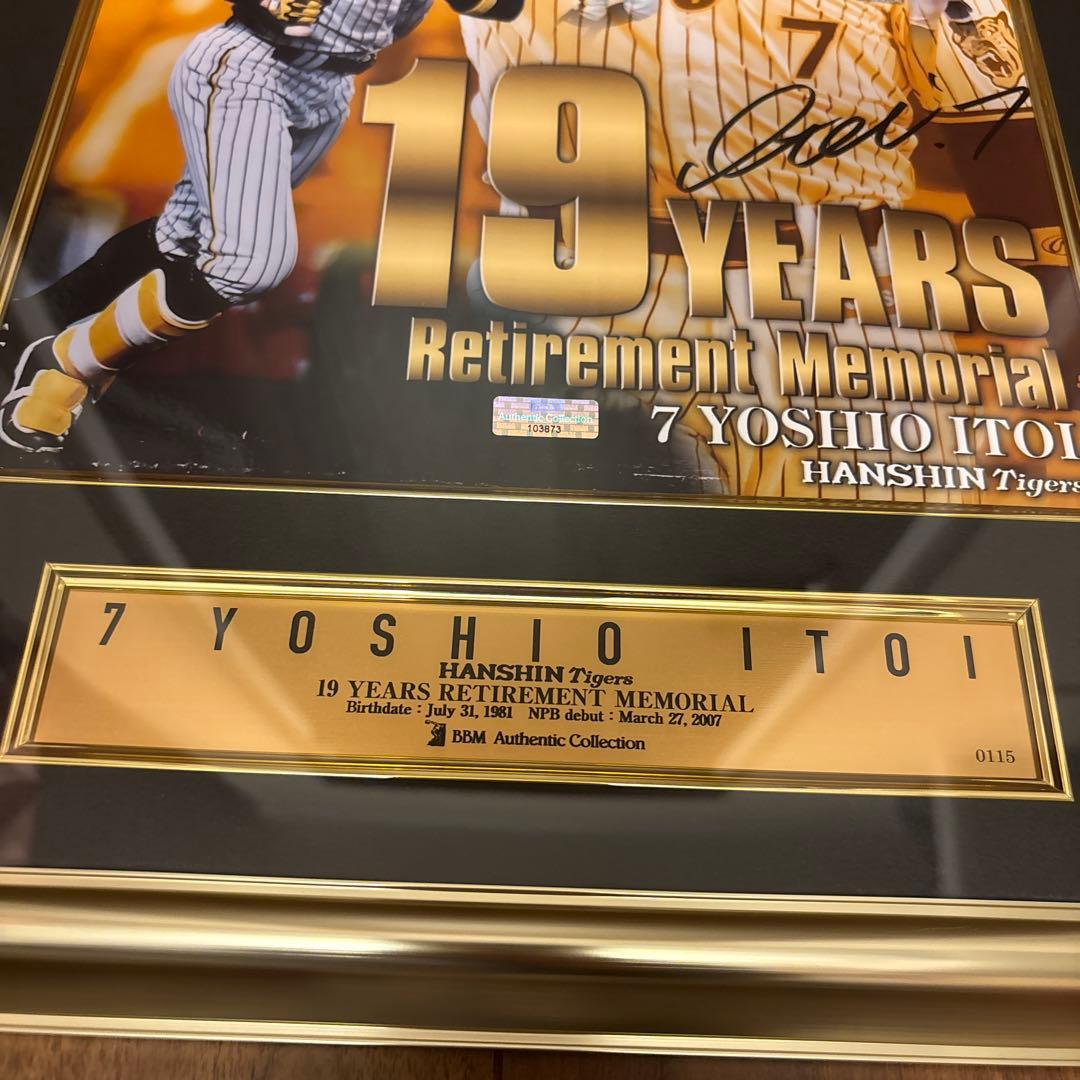 7
19 YEARS
Retirement Memorial
Authentic Collection
103873
7 YOSHIO ITOI
HANSHIN Tigers
7 YOSHIO ITOI
HANSHIN Tigers
19 YEARS RETIREMENT MEMORIAL
Birthdate : July 31, 1981 NPB debut : March 27, 2007
BBM Authentic Collection
0115